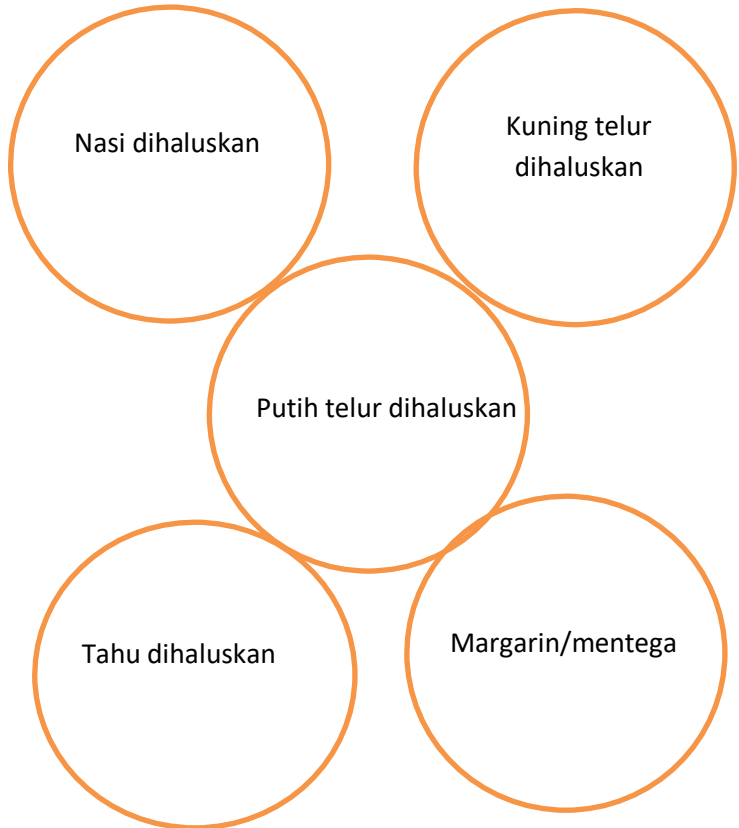 Nasi dihaluskan
Kuning telur
dihaluskan
Putih telur dihaluskan
Tahu dihaluskan
Margarin/mentega